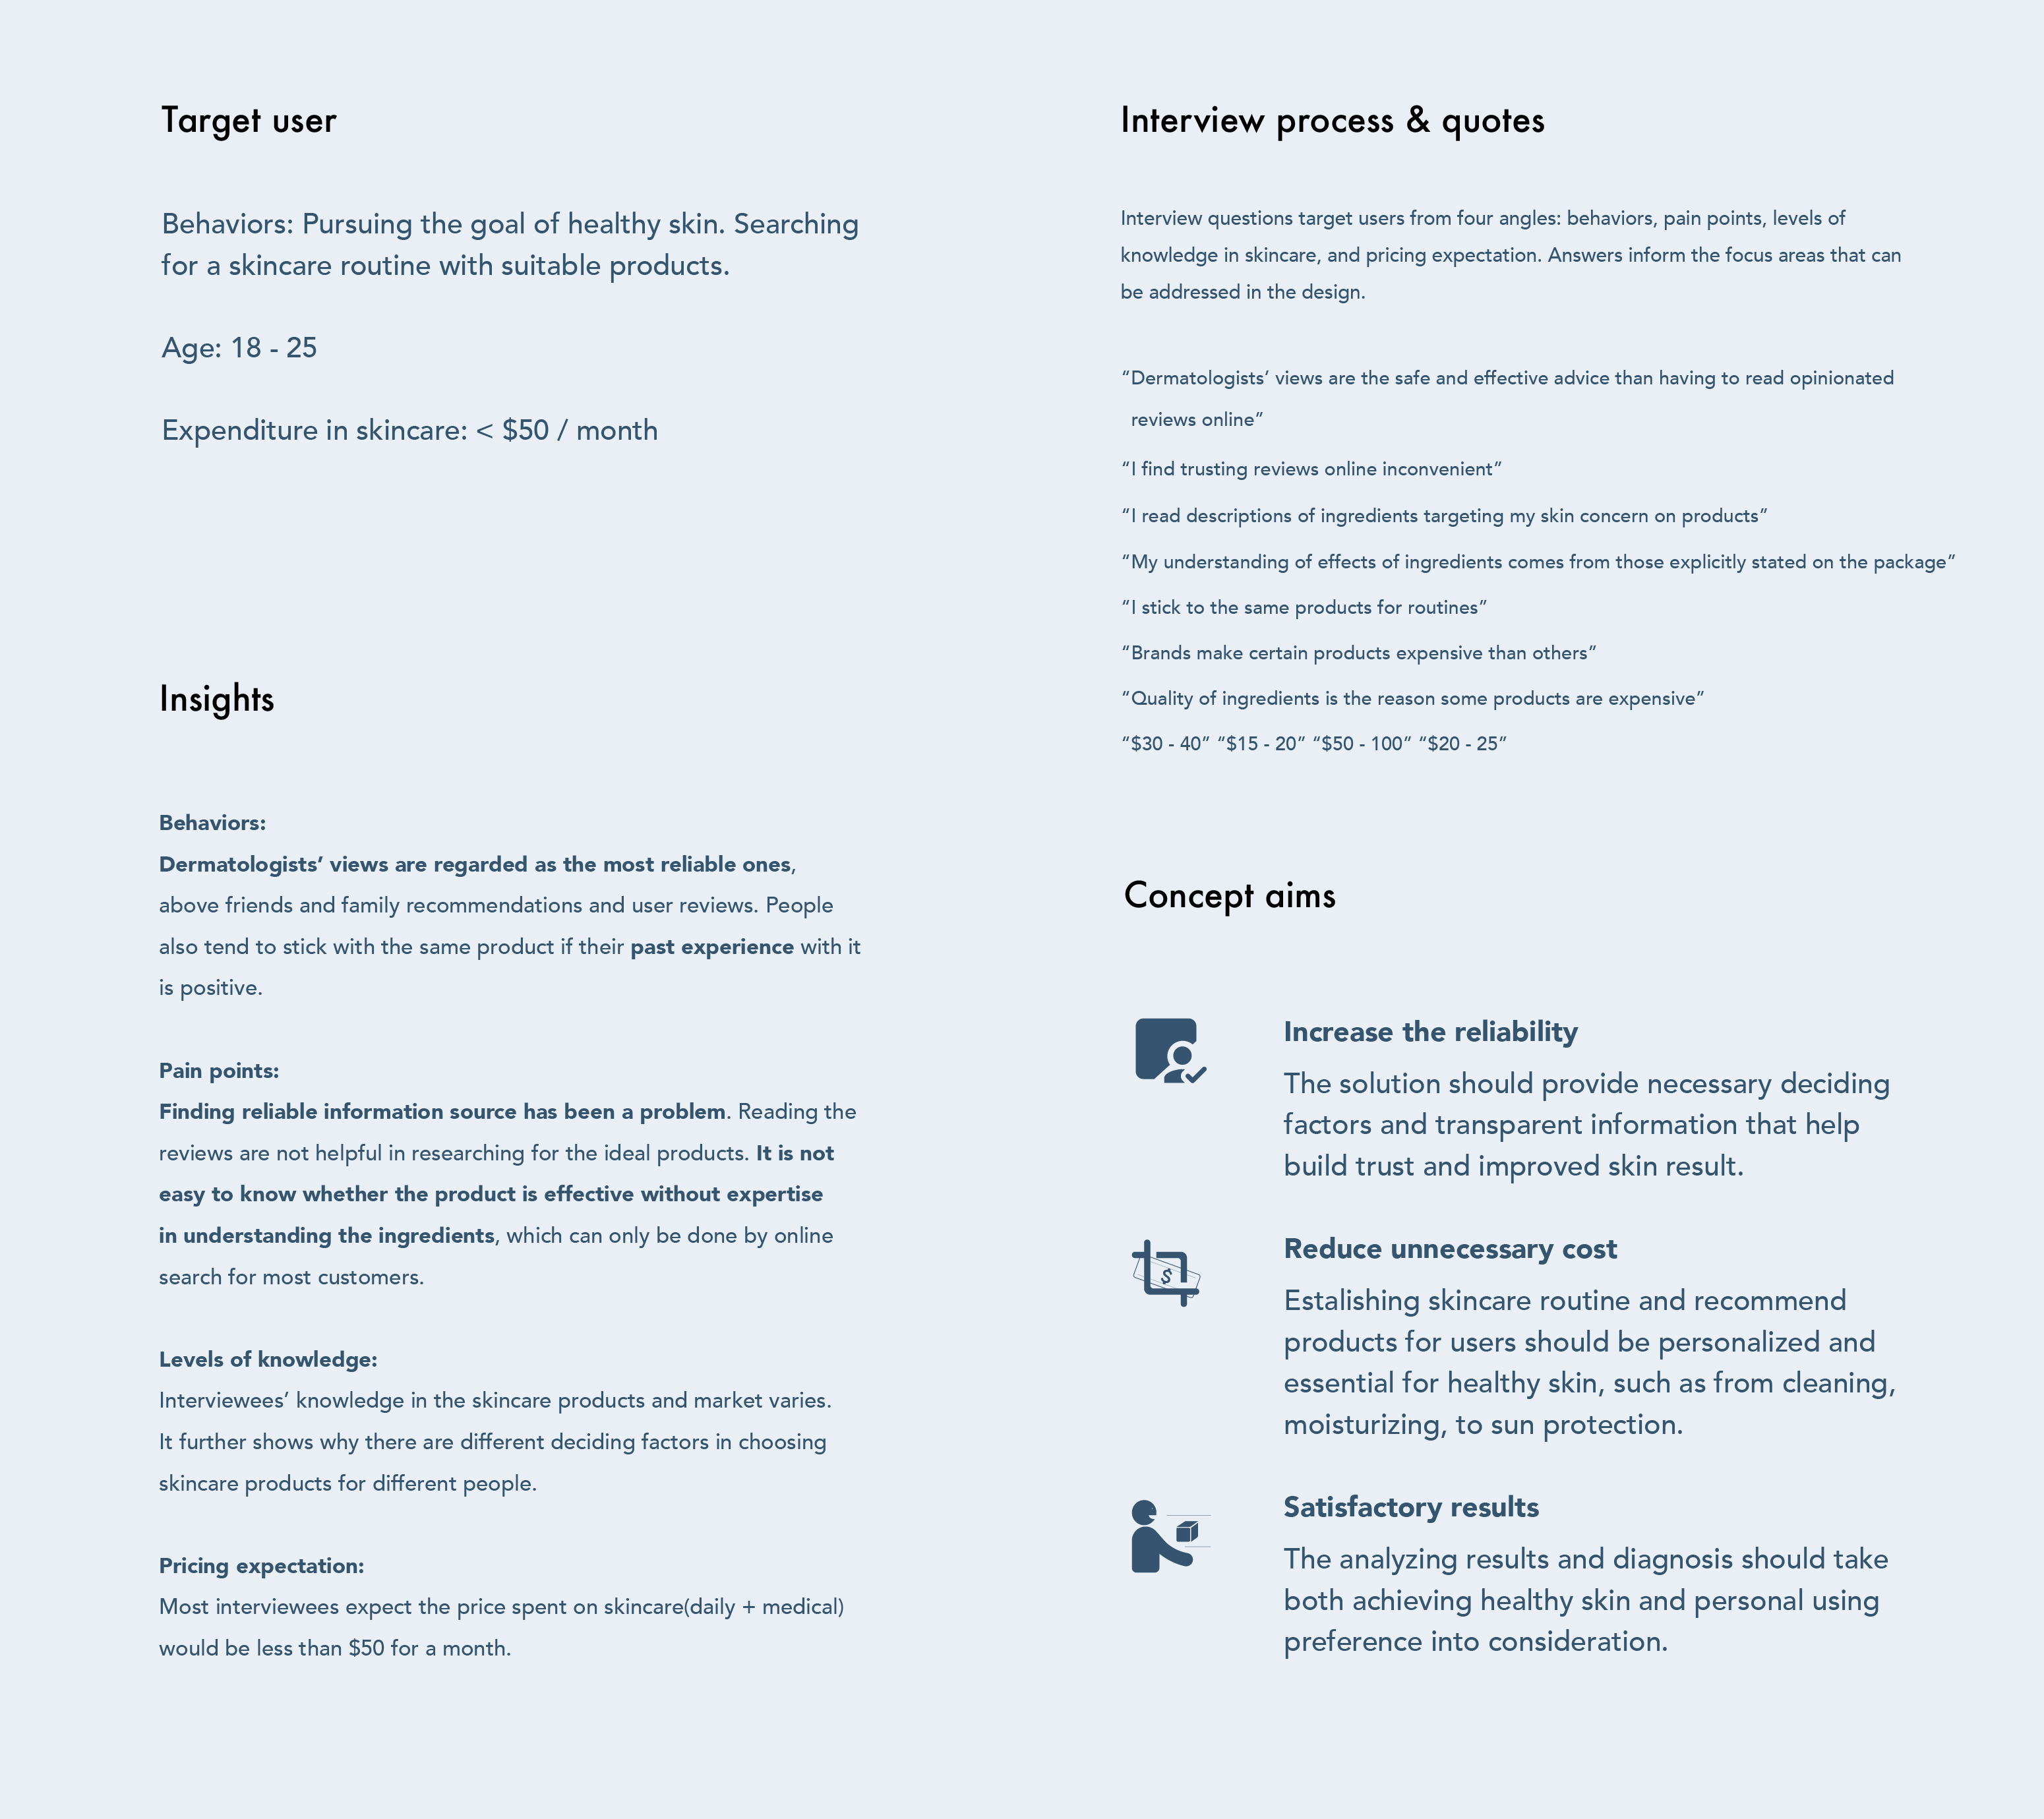 Target user
Behaviors: Pursuing the goal of healthy skin. Searching
for a skincare routine with suitable products.
Age: 18 - 25
Expenditure in skincare: < $50 / month
Insights
Behaviors:
Dermatologists’ views are regarded as the most reliable ones,
above friends and family recommendations and user reviews. People
also tend to stick with the same product if their past experience with it
is positive.
Pain points:
Finding reliable information source has been a problem. Reading the
reviews are not helpful in researching for the ideal products. It is not
easy to know whether the product is effective without expertise
in understanding the ingredients, which can only be done by online
search for most customers.
Levels of knowledge:
Interviewees’ knowledge in the skincare products and market varies.
It further shows why there are different deciding factors in choosing
skincare products for different people.
Pricing expectation:
Most interviewees expect the price spent on skincare(daily + medical)
would be less than $50 for a month.
Interview process & quotes
Interview questions target users from four angles: behaviors, pain points, levels of
knowledge in skincare, and pricing expectation. Answers inform the focus areas that can
be addressed in the design.
“Dermatologists’ views are the safe and effective advice than having to read opinionated
reviews online”
“I find trusting reviews online inconvenient”
“I read descriptions of ingredients targeting my skin concern on products”
“My understanding of effects of ingredients comes from those explicitly stated on the package”
“I stick to the same products for routines”
“Brands make certain products expensive than others”
“Quality of ingredients is the reason some products are expensive”
“$30 - 40” “$15 - 20” “$50 - 100” “$20 - 25”
Concept aims
Increase the reliability
The solution should provide necessary deciding
factors and transparent information that help
build trust and improved skin result.
$
Reduce unnecessary cost
Estalishing skincare routine and recommend
products for users should be personalized and
essential for healthy skin, such as from cleaning,
moisturizing, to sun protection.
Satisfactory results
The analyzing results and diagnosis should take
both achieving healthy skin and personal using
preference into consideration.